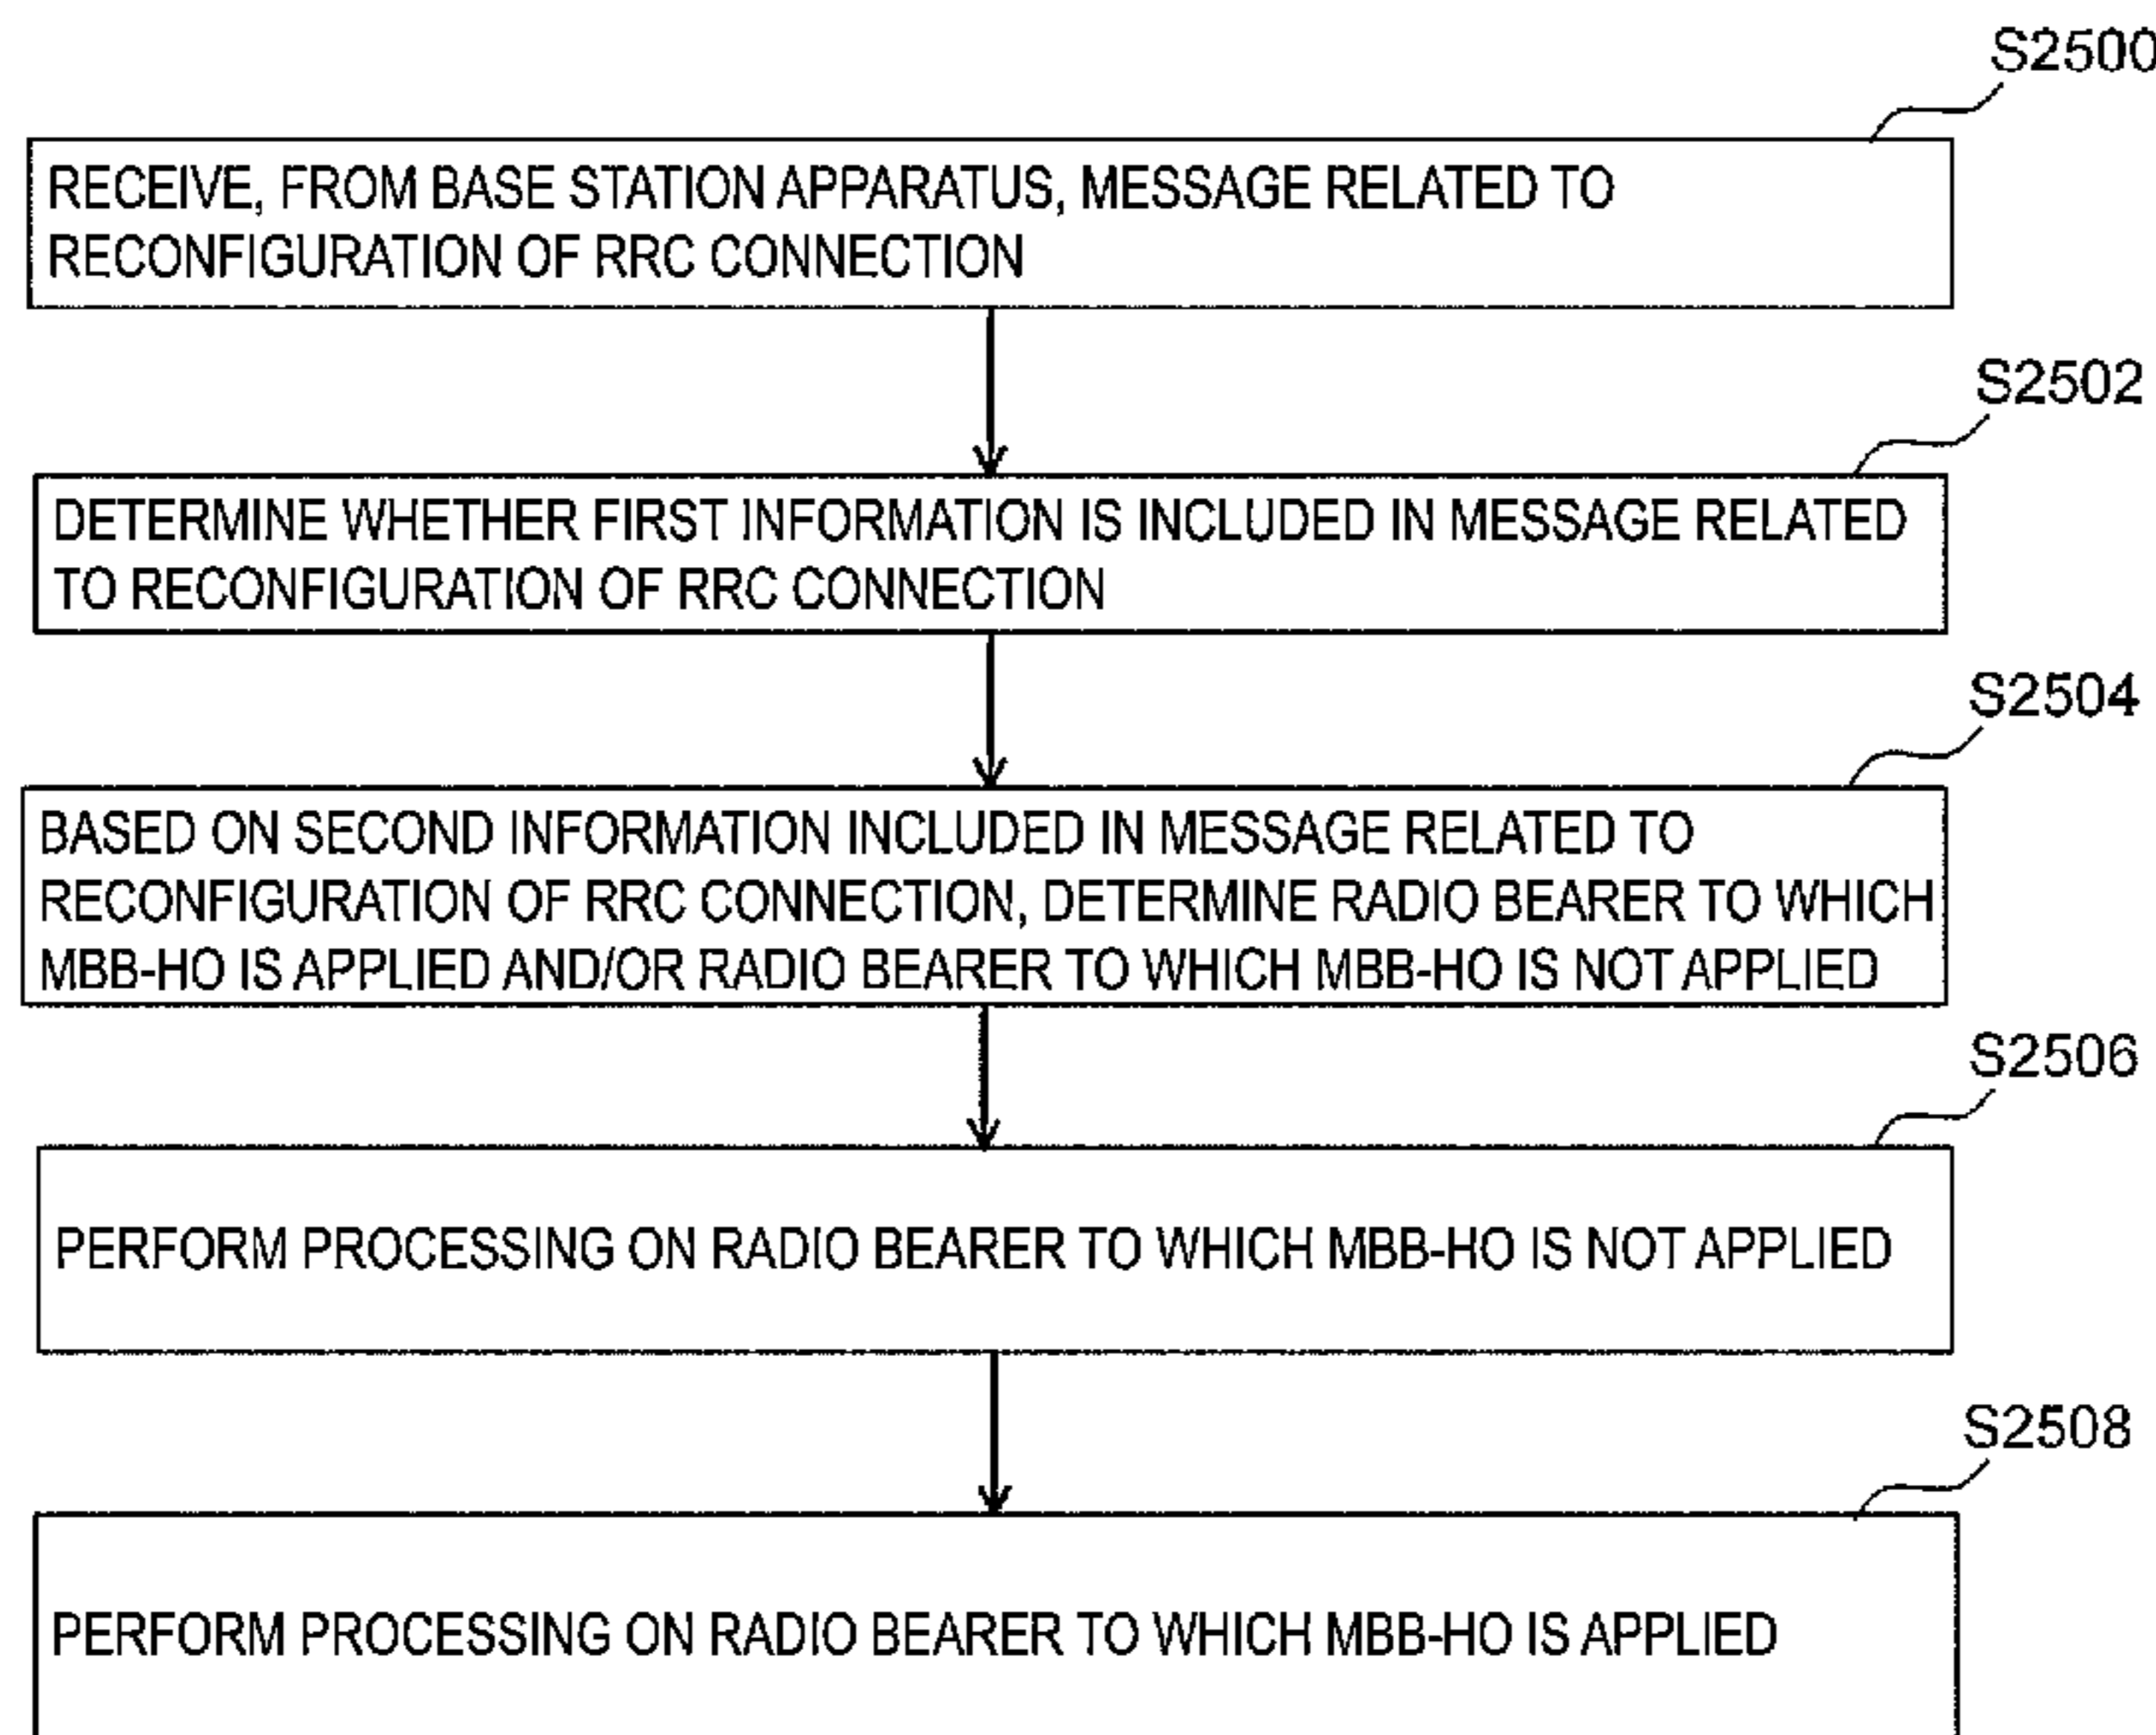 S2500
RECEIVE, FROM BASE STATION APPARATUS, MESSAGE RELATED TO
RECONFIGURATION OF RRC CONNECTION
S2502
DETERMINE WHETHER FIRST INFORMATION IS INCLUDED IN MESSAGE RELATED
TO RECONFIGURATION OF RRC CONNECTION
S2504
BASED ON SECOND INFORMATION INCLUDED IN MESSAGE RELATED TO
RECONFIGURATION OF RRC CONNECTION, DETERMINE RADIO BEARER TO WHICH
MBB-HO IS APPLIED AND/OR RADIO BEARER TO WHICH MBB-HO IS NOT APPLIED
S2506
PERFORM PROCESSING ON RADIO BEARER TO WHICH MBB-HO IS NOT APPLIED
S2508
PERFORM PROCESSING ON RADIO BEARER TO WHICH MBB-HO IS APPLIED